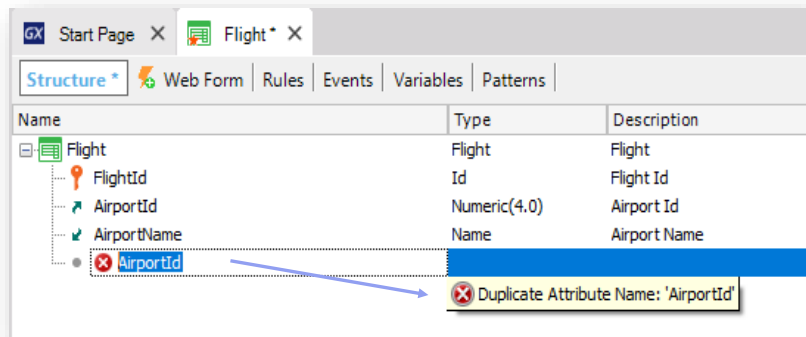 GX Start Page X Flight * X
Structure * Web Form Rules Events Variables Patterns
Name Type Description
Flight Flight Flight
FlightId Id Flight Id
AirportId Numeric(4.0) Airport Id
AirportName Name Airport Name
AirportId
Duplicate Attribute Name: 'AirportId'